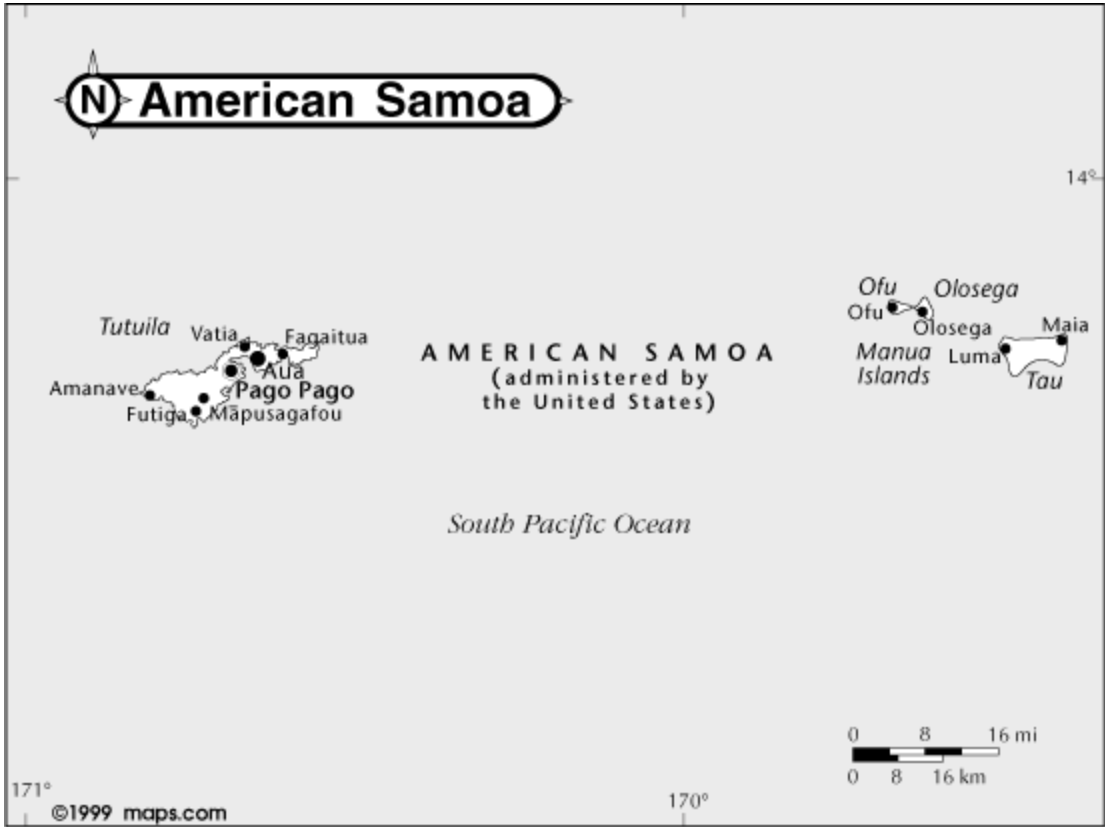 N American Samoa
14°
Ofu
Olosega
Ofu
Olosega
Maia
Manua
Islands
Luma
Tau
Tutuila
Vatia
Fagaitua
Aua
Amanave
Pago Pago
Futiga
Mapusagafou
AMERICAN SAMOA
(administered by
the United States)
South Pacific Ocean
0 8 16 mi
0 8 16 km
171°
170°
©1999 maps.com